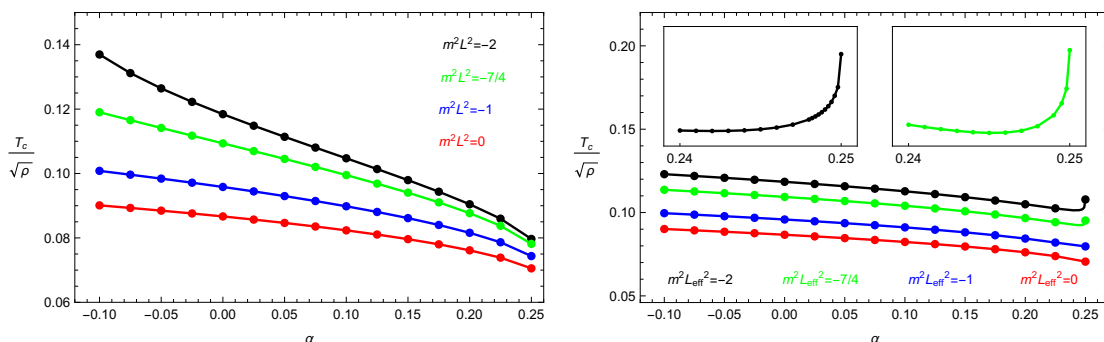 0.14
0.12
0.10
0.08
0.06
T_c
√ρ
m²L²=−2
m²L²=−7/4
m²L²=−1
m²L²=0
−0.10 −0.05 0.00 0.05 0.10 0.15 0.20 0.25
α
0.20
0.15
0.10
0.05
T_c
√ρ
0.24 0.25
0.24 0.25
m²L_eff²=−2 m²L_eff²=−7/4 m²L_eff²=−1 m²L_eff²=0
−0.10 −0.05 0.00 0.05 0.10 0.15 0.20 0.25
α